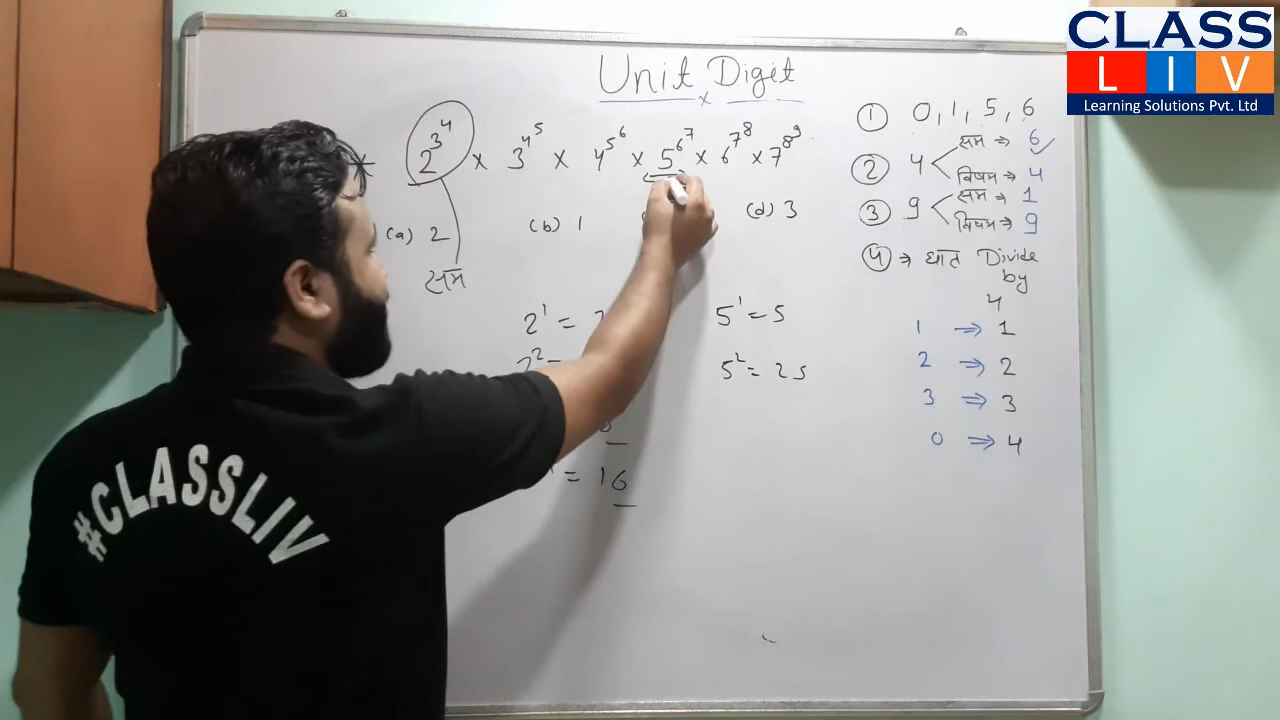 CLASS
LIV
Learning Solutions Pvt. Ltd
Unit Digit
x
* 2^3^4 x 3^4^5 x 4^5^6 x 5^6^7 x 6^7^8 x 7^8^9
(a) 2 (b) 1 (d) 3
सम
2^1 = 5^1 = 5
2^2 = 5^2 = 25
= 16
① 0, 1, 5, 6
② 4 सम ⇒ 6 ✓
विषम → 4
③ 9 सम → 1
विषम → 9
④ ⇒ घात Divide
by
4
1 ⇒ 1
2 ⇒ 2
3 ⇒ 3
0 ⇒ 4
#CLASSLIV